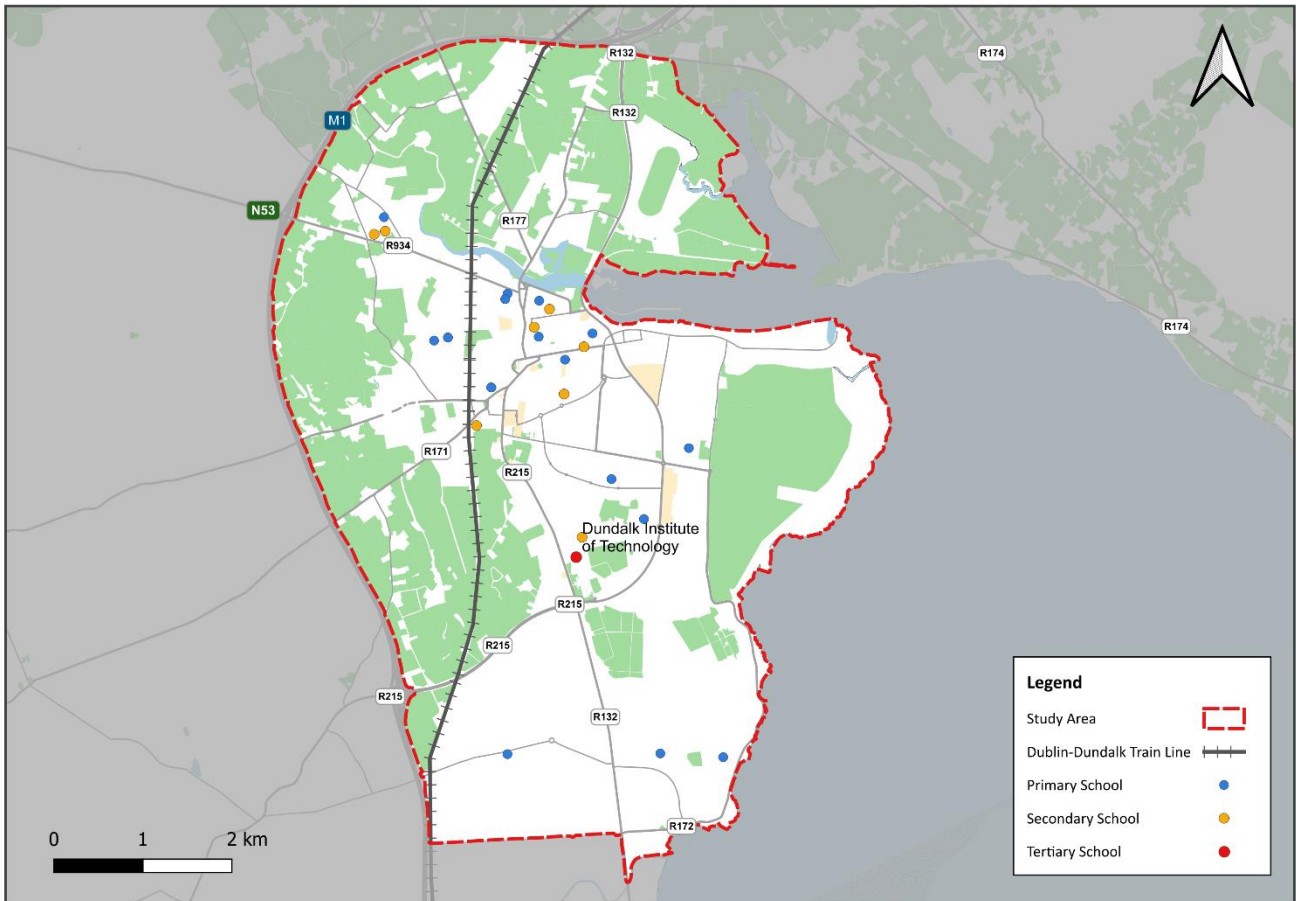 R132
R174
M1
R132
N53
R177
R934
R174
R171
R215
Dundalk Institute
of Technology
R215
R215
R215
R132
R172
0 1 2 km
Legend
Study Area
Dublin-Dundalk Train Line
Primary School
Secondary School
Tertiary School